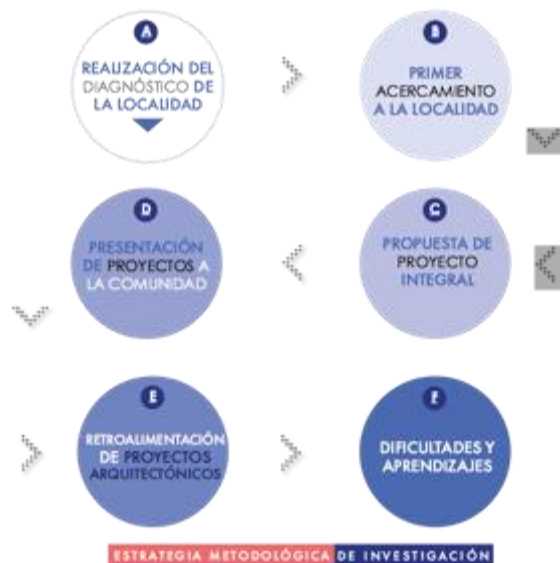 A
REALIZACIÓN DEL
DIAGNÓSTICO DE
LA LOCALIDAD
B
PRIMER
ACERCAMIENTO
A LA LOCALIDAD
C
PROPUESTA DE
PROYECTO
INTEGRAL
D
PRESENTACIÓN
DE PROYECTOS A
LA COMUNIDAD
E
RETROALIMENTACIÓN
DE PROYECTOS
ARQUITECTÓNICOS
F
DIFICULTADES Y
APRENDIZAJES
ESTRATEGIA METODOLÓGICA DE INVESTIGACIÓN